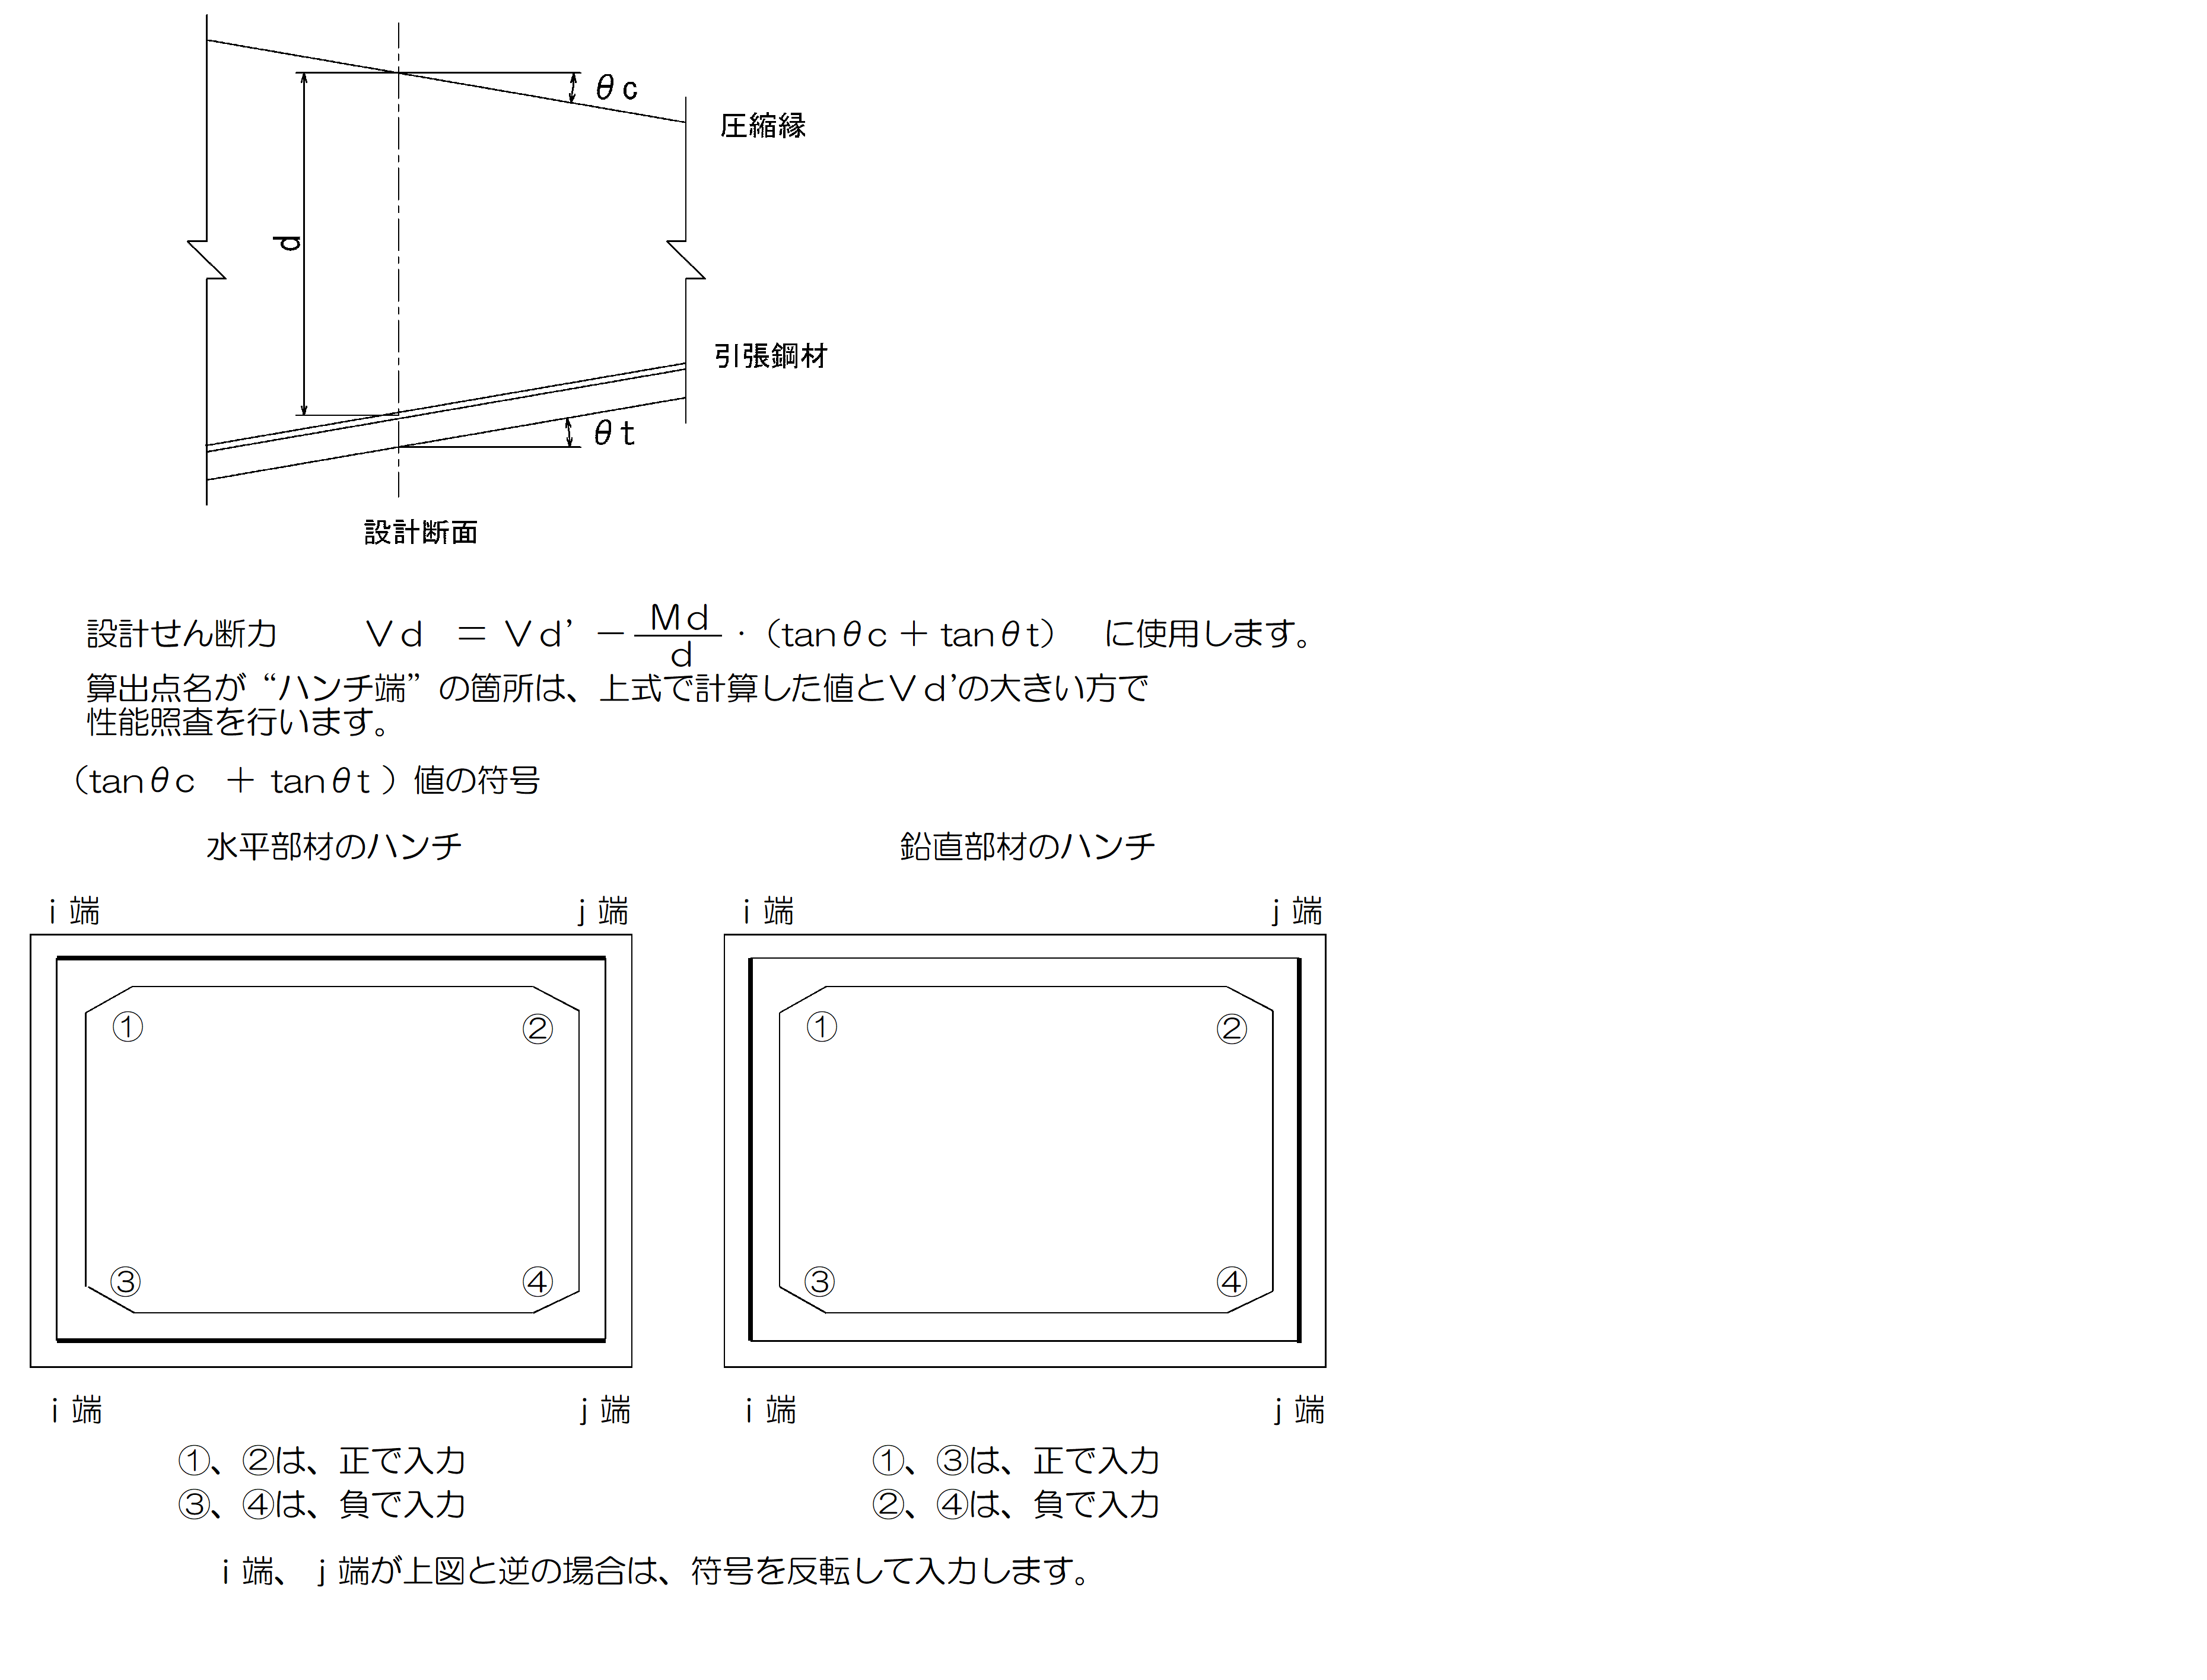 θc
圧縮縁
d
引張鋼材
θt
設計断面
設計せん断力 Ｖｄ ＝ Ｖｄ’ － Ｍｄ/ｄ ・（tanθｃ ＋ tanθｔ） に使用します。
算出点名が“ハンチ端”の箇所は、上式で計算した値とＶｄ’の大きい方で
性能照査を行います。
（tanθｃ ＋ tanθｔ）値の符号
水平部材のハンチ 鉛直部材のハンチ
ｉ端 ｊ端 ｉ端 ｊ端
① ② ① ②
③ ④ ③ ④
ｉ端 ｊ端 ｉ端 ｊ端
①、②は、正で入力 ①、③は、正で入力
③、④は、負で入力 ②、④は、負で入力
ｉ端、ｊ端が上図と逆の場合は、符号を反転して入力します。